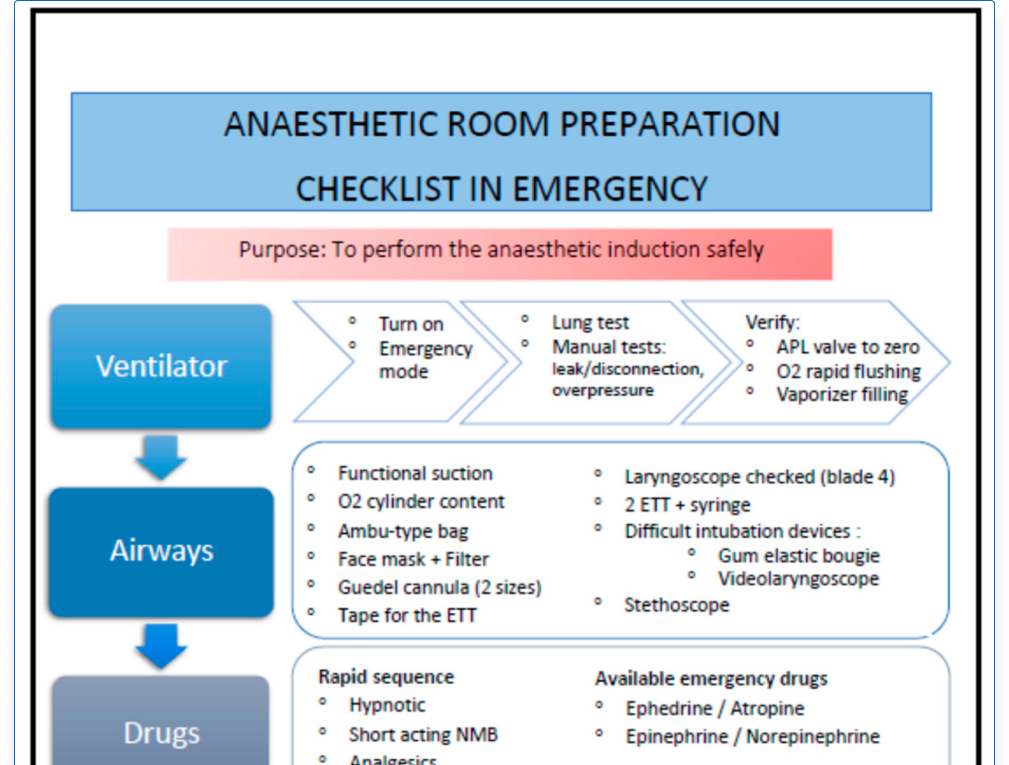 ANAESTHETIC ROOM PREPARATION
CHECKLIST IN EMERGENCY
Purpose: To perform the anaesthetic induction safely
Ventilator
° Turn on
° Emergency
mode
° Lung test
° Manual tests:
leak/disconnection,
overpressure
Verify:
° APL valve to zero
° O2 rapid flushing
° Vaporizer filling
Airways
° Functional suction
° O2 cylinder content
° Ambu-type bag
° Face mask + Filter
° Guedel cannula (2 sizes)
° Tape for the ETT
° Laryngoscope checked (blade 4)
° 2 ETT + syringe
° Difficult intubation devices :
° Gum elastic bougie
° Videolaryngoscope
° Stethoscope
Drugs
Rapid sequence
° Hypnotic
° Short acting NMB
° Analgesics
Available emergency drugs
° Ephedrine / Atropine
° Epinephrine / Norepinephrine